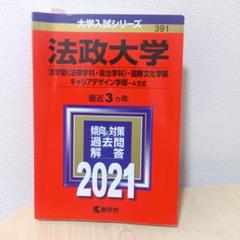 大学入試シリーズ
391
法政大学
法学部〈法律学科・政治学科〉・国際文化学部
キャリアデザイン学部-A方式
最近3カ年
傾向と対策
過去問
解答
2021
教学社